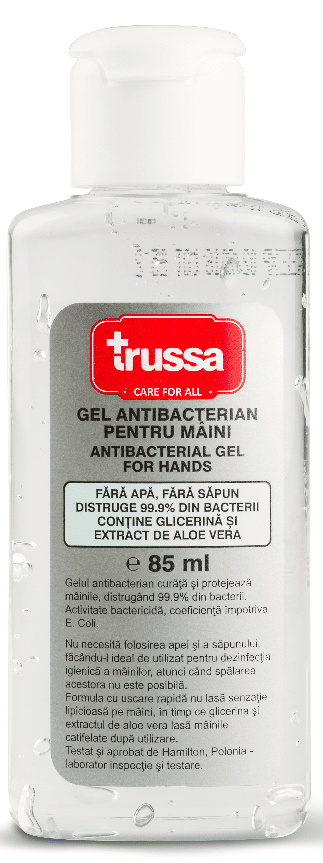 trussa
CARE FOR ALL
GEL ANTIBACTERIAN
PENTRU MÂINI
ANTIBACTERIAL GEL
FOR HANDS
FĂRĂ APĂ, FĂRĂ SĂPUN
DISTRUGE 99.9% DIN BACTERII
CONȚINE GLICERINĂ ȘI
EXTRACT DE ALOE VERA
℮ 85 ml
Gelul antibacterian curăță și protejează
mâinile, distrugând 99.9% din bacterii.
Activitate bactericidă, coeficiență împotriva
E. Coli.
Nu necesită folosirea apei și a săpunului,
făcându-l ideal de utilizat pentru dezinfecția
igienică a mâinilor, atunci când spălarea
acestora nu este posibilă.
Formula cu uscare rapidă nu lasă senzație
lipicioasă pe mâini, în timp ce glicerina și
extractul de aloe vera lasă mâinile
catifelate după utilizare.
Testat și aprobat de Hamilton, Polonia -
laborator inspecție și testare.